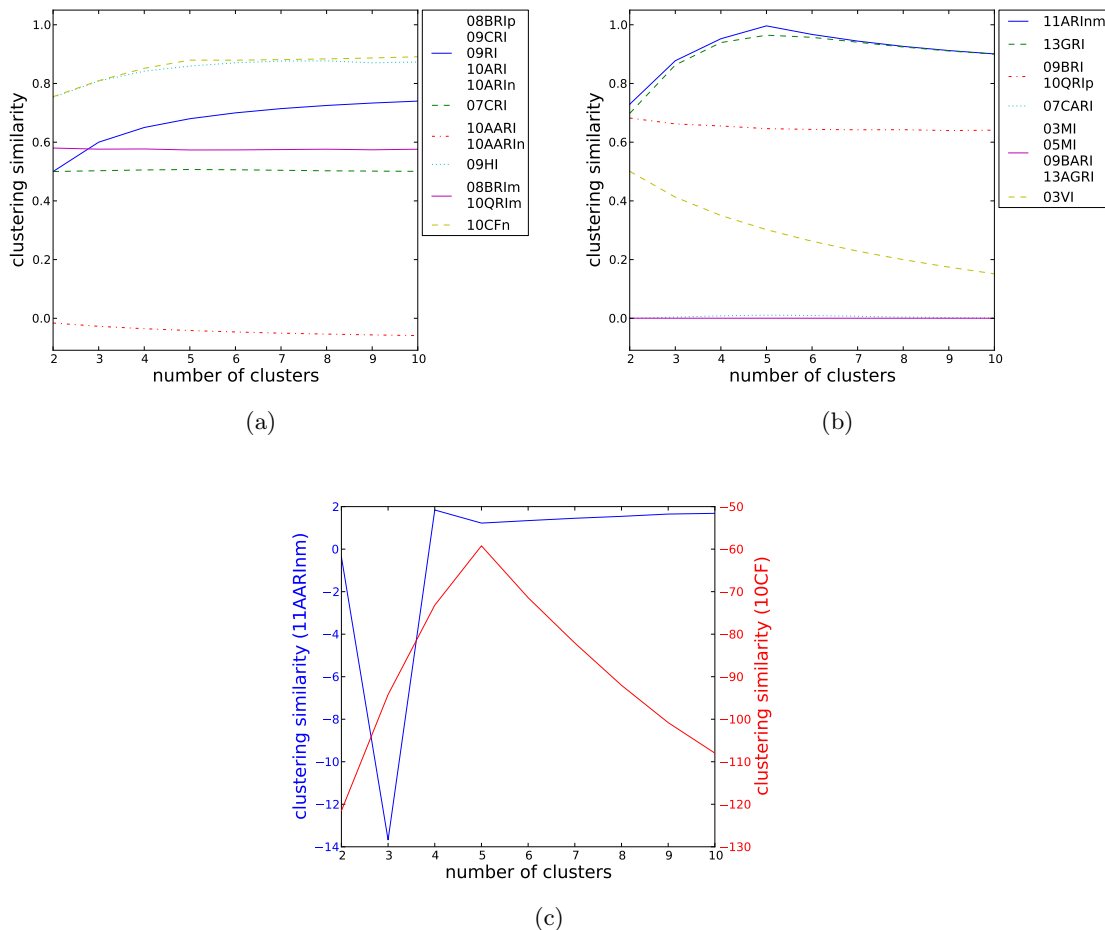 1.0
0.8
0.6
0.4
0.2
0.0
clustering similarity
2 3 4 5 6 7 8 9 10
number of clusters
08BRIp
09CRI
09RI
10ARI
10ARIn
07CRI
10AARI
10AARIn
09HI
08BRIm
10QRIm
10CFn
(a)
1.0
0.8
0.6
0.4
0.2
0.0
clustering similarity
2 3 4 5 6 7 8 9 10
number of clusters
11ARInm
13GRI
09BRI
10QRIp
07CARI
03MI
05MI
09BARI
13AGRI
03VI
(b)
2
0
−2
−4
−6
−8
−10
−12
−14
clustering similarity (11AARInm)
2 3 4 5 6 7 8 9 10
number of clusters
−50
−60
−70
−80
−90
−100
−110
−120
−130
clustering similarity (10CF)
(c)